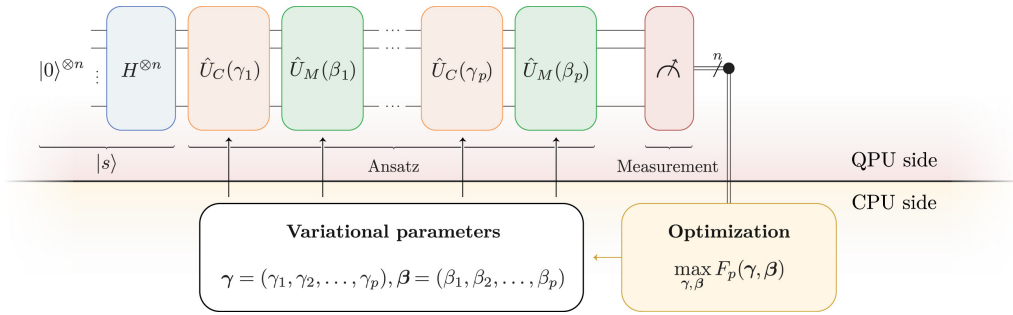 |0⟩^{⊗n} ⋮ H^{⊗n} Û_C(γ_1) Û_M(β_1) ⋯ Û_C(γ_p) Û_M(β_p) n
|s⟩ Ansatz Measurement
QPU side
CPU side
Variational parameters
γ = (γ_1, γ_2, …, γ_p), β = (β_1, β_2, …, β_p)
Optimization
max F_p(γ, β)
γ,β